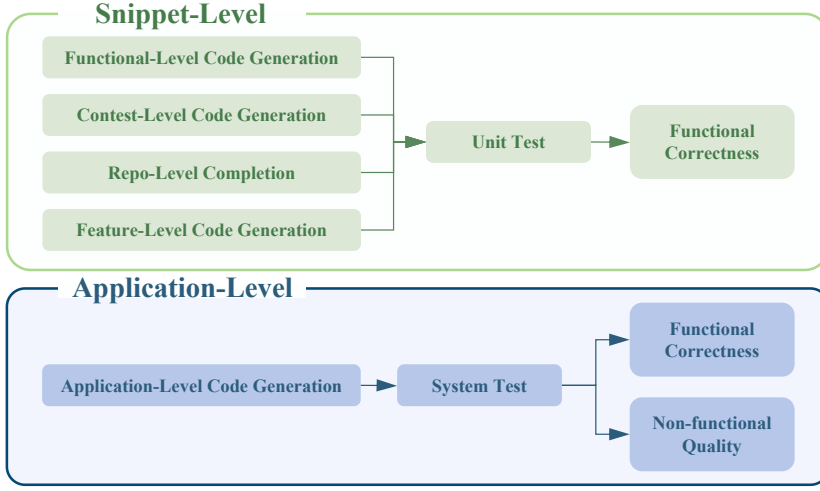 Snippet-Level
Functional-Level Code Generation
Contest-Level Code Generation
Repo-Level Completion
Feature-Level Code Generation
Unit Test
Functional
Correctness
Application-Level
Application-Level Code Generation
System Test
Functional
Correctness
Non-functional
Quality